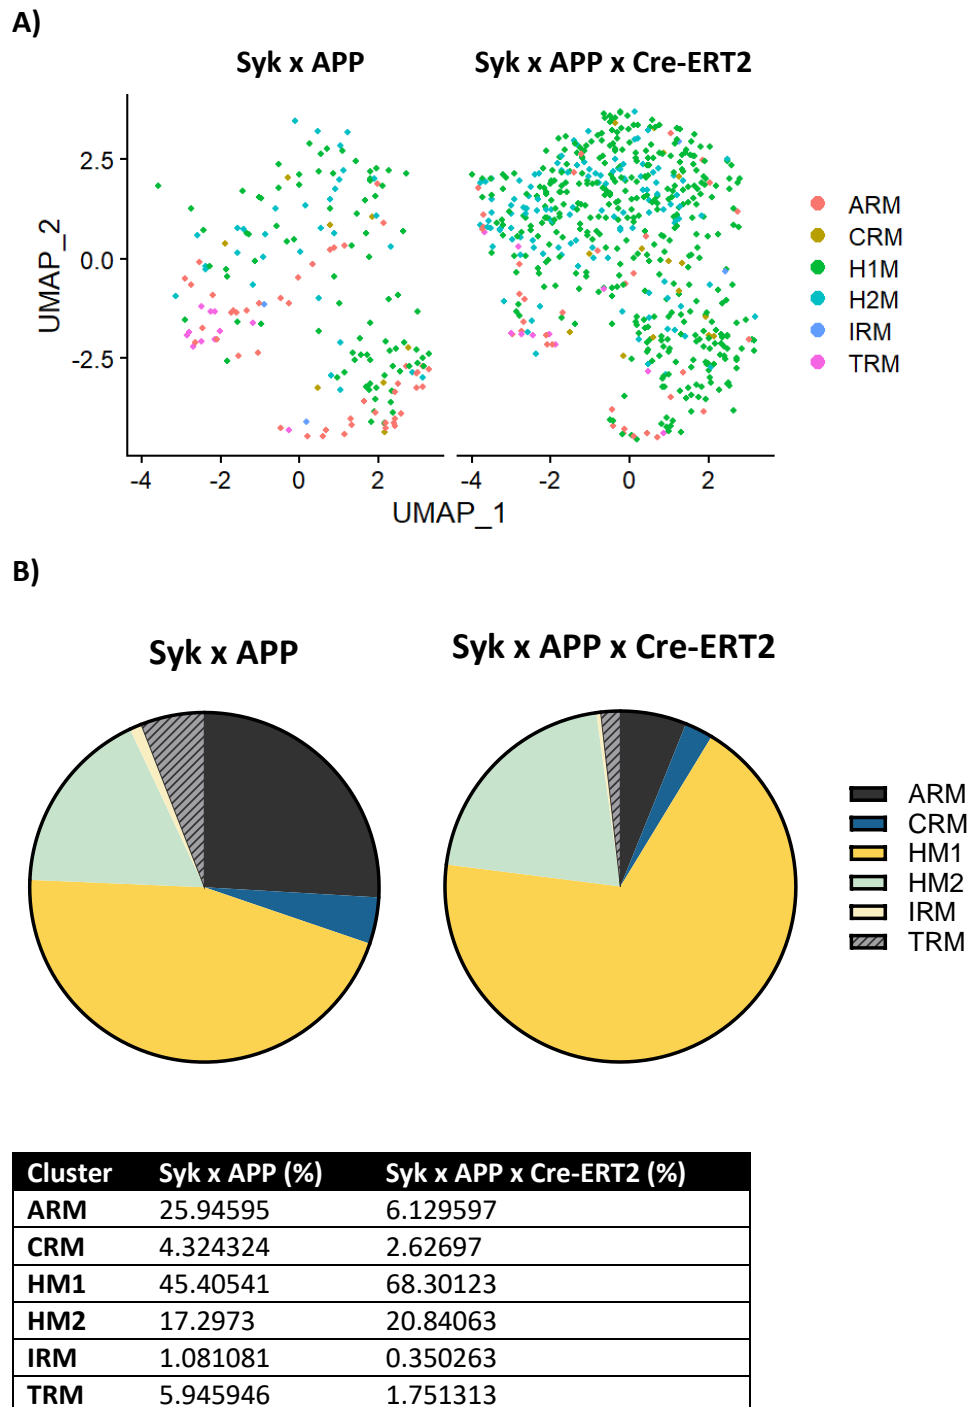 A)
Syk x APP
Syk x APP x Cre-ERT2
UMAP_2
2.5
0.0
-2.5
-4 -2 0 2
-4 -2 0 2
UMAP_1
ARM
CRM
H1M
H2M
IRM
TRM
B)
Syk x APP
Syk x APP x Cre-ERT2
ARM
CRM
HM1
HM2
IRM
TRM
Cluster Syk x APP (%) Syk x APP x Cre-ERT2 (%)
ARM 25.94595 6.129597
CRM 4.324324 2.62697
HM1 45.40541 68.30123
HM2 17.2973 20.84063
IRM 1.081081 0.350263
TRM 5.945946 1.751313